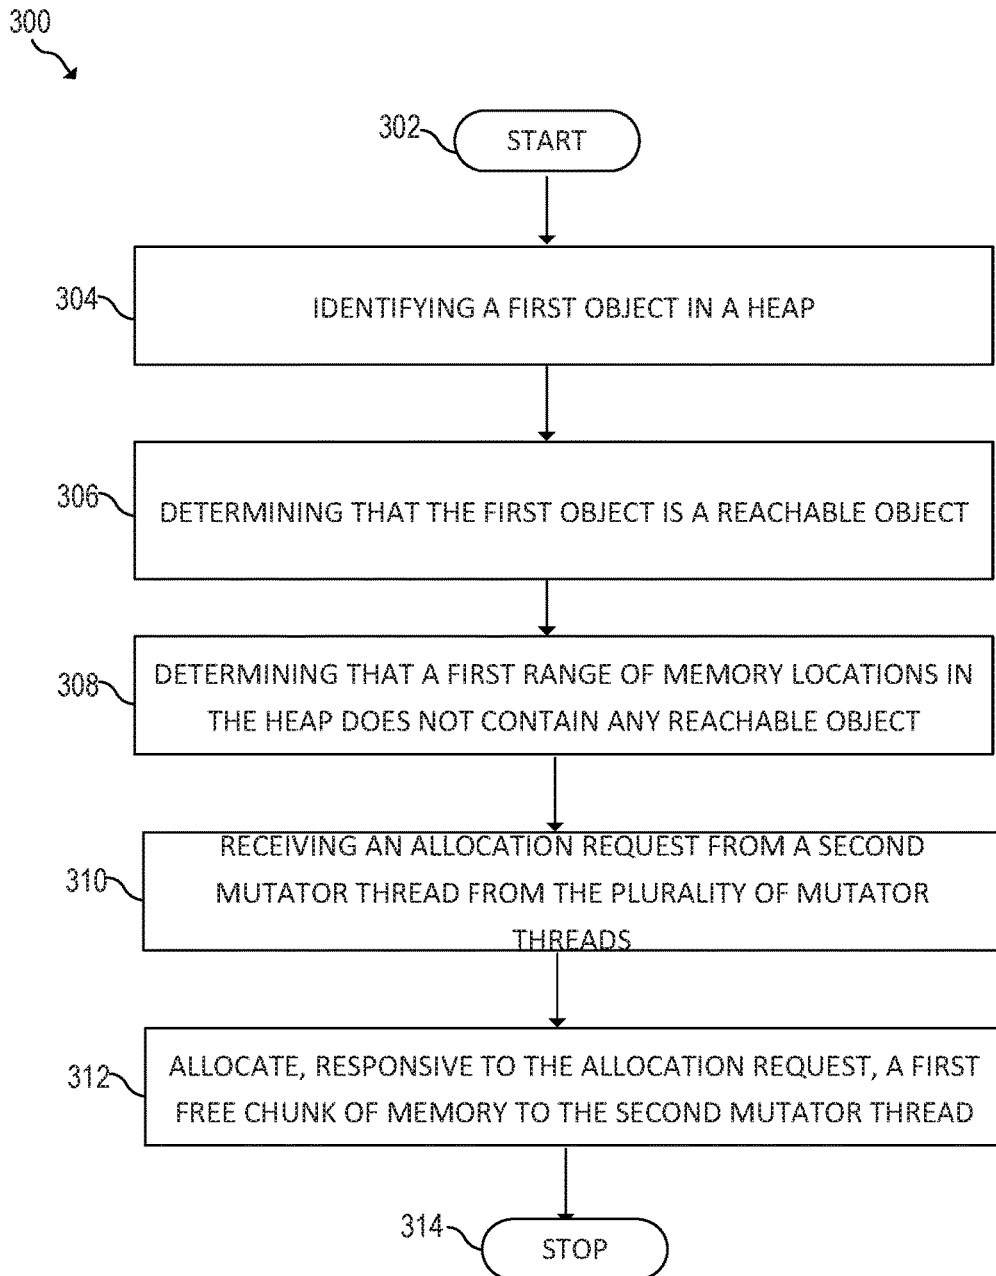 300
302
START
304
IDENTIFYING A FIRST OBJECT IN A HEAP
306
DETERMINING THAT THE FIRST OBJECT IS A REACHABLE OBJECT
308
DETERMINING THAT A FIRST RANGE OF MEMORY LOCATIONS IN
THE HEAP DOES NOT CONTAIN ANY REACHABLE OBJECT
310
RECEIVING AN ALLOCATION REQUEST FROM A SECOND
MUTATOR THREAD FROM THE PLURALITY OF MUTATOR
THREADS
312
ALLOCATE, RESPONSIVE TO THE ALLOCATION REQUEST, A FIRST
FREE CHUNK OF MEMORY TO THE SECOND MUTATOR THREAD
314
STOP